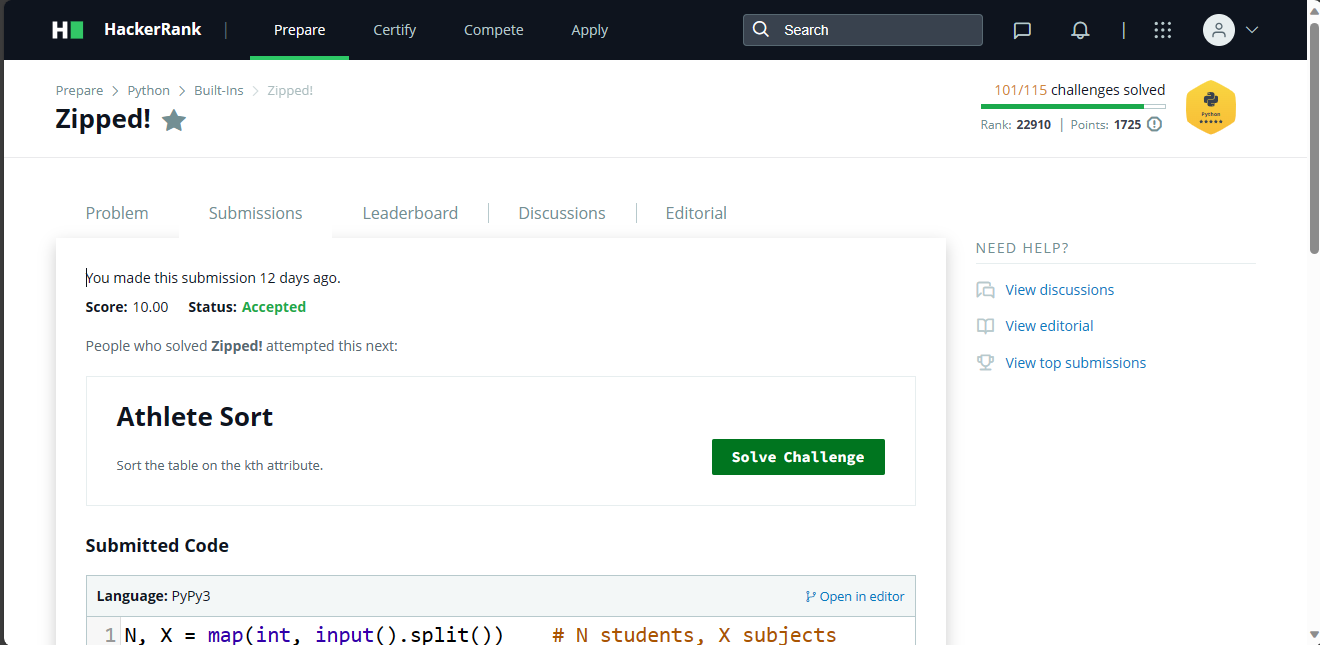 HackerRank | Prepare Certify Compete Apply Search
Prepare > Python > Built-Ins > Zipped!
Zipped!
101/115 challenges solved
Rank: 22910 | Points: 1725
Python
Problem Submissions Leaderboard Discussions Editorial
You made this submission 12 days ago.
Score: 10.00 Status: Accepted
People who solved Zipped! attempted this next:
Athlete Sort
Sort the table on the kth attribute.
Solve Challenge
Submitted Code
Language: PyPy3 Open in editor
1 N, X = map(int, input().split()) # N students, X subjects
NEED HELP?
View discussions
View editorial
View top submissions